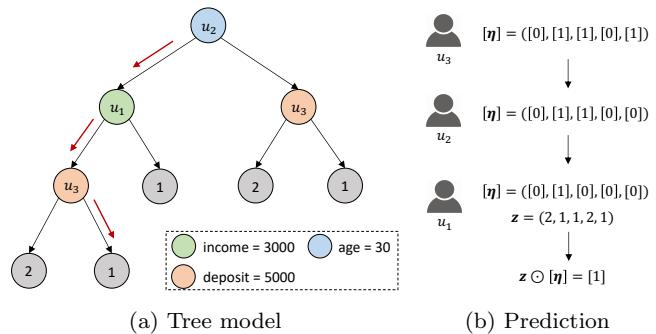 u₂
u₁
u₃
u₃
1
2
1
2
1
income = 3000
age = 30
deposit = 5000
(a) Tree model
u₃
[η] = ([0], [1], [1], [0], [1])
u₂
[η] = ([0], [1], [1], [0], [0])
u₁
[η] = ([0], [1], [0], [0], [0])
z = (2, 1, 1, 2, 1)
z ⊙ [η] = [1]
(b) Prediction